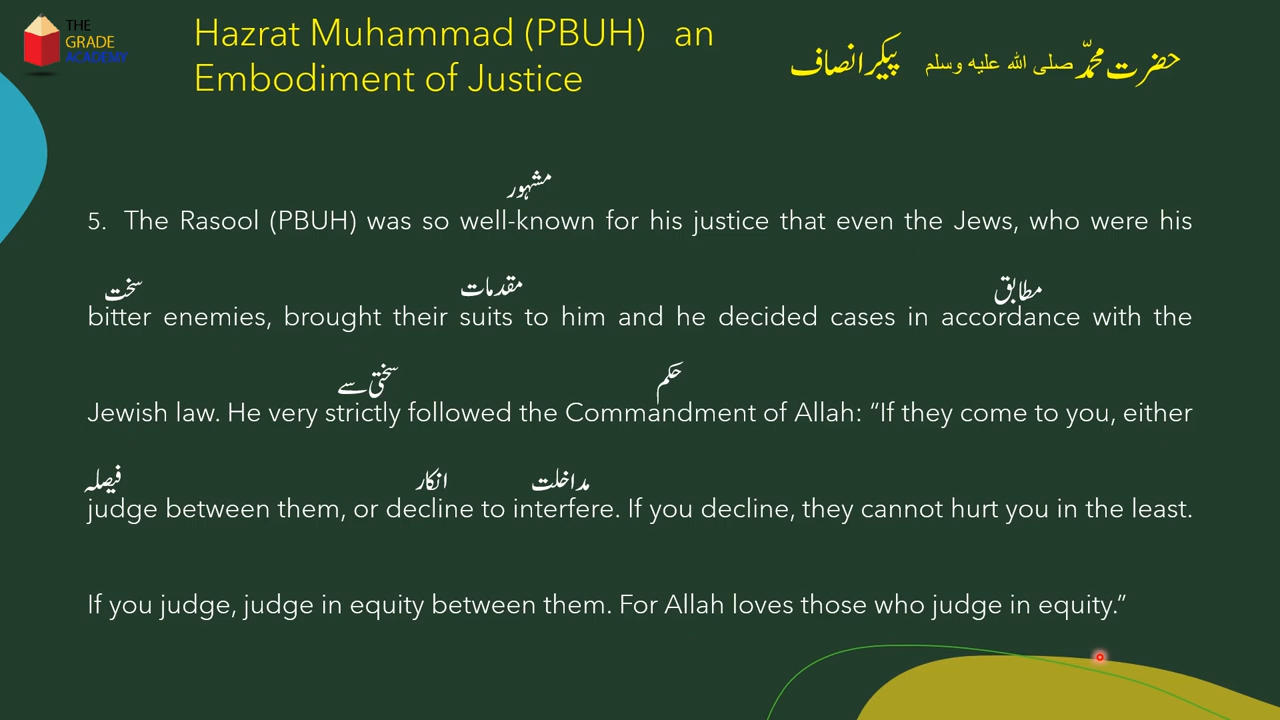 THE
GRADE
ACADEMY
Hazrat Muhammad (PBUH) an
Embodiment of Justice
حضرت محمدّ صلی اللہ علیہ وسلم پیکر انصاف
مشہور
5. The Rasool (PBUH) was so well-known for his justice that even the Jews, who were his
سخت مقدمات مطابق
bitter enemies, brought their suits to him and he decided cases in accordance with the
سختی سے حکم
Jewish law. He very strictly followed the Commandment of Allah: “If they come to you, either
فیصلہ انکار مداخلت
judge between them, or decline to interfere. If you decline, they cannot hurt you in the least.
If you judge, judge in equity between them. For Allah loves those who judge in equity.”